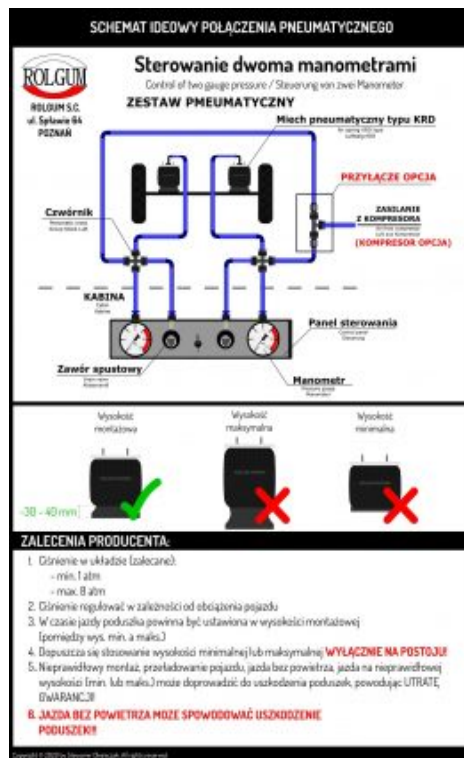 SCHEMAT IDEOWY POŁĄCZENIA PNEUMATYCZNEGO
ROLGUM
ROLGUM S.C.
ul. Spławie 64
POZNAŃ
Sterowanie dwoma manometrami
Control of two gauge pressure / Steuerung von zwei Manometer
ZESTAW PMEUMATYCZNY
Miech pneumatyczny typu KRD
PRZYŁĄCZE OPCJA
ZASILANIE
Z KOMPRESORA
(KOMPRESOR OPCJA)
Czwórnik
KABINA
Panel sterowania
Zawór spustowy
Manometr
Wysokość
montażowa
Wysokość
maksymalna
Wysokość
minimalna
~30 - 40 mm
ZALECENIA PRODUCENTA:
1. Ciśnienie w układzie (zalecane):
- min. 1 atm
- max. 8 atm
2. Ciśnienie regulować w zależności od obciążenia pojazdu
3. W czasie jazdy poduszka powinna być ustawiona w wysokości montażowej
(pomiędzy wys. min. a maks.)
4. Dopuszcza się stosowanie wysokości minimalnej lub maksymalnej WYŁĄCZNIE NA POSTOJU!
5. Nieprawidłowy montaż, przeładowanie pojazdu, jazda bez powietrza, jazda na nieprawidłowej
wysokości (min. lub maks.) może doprowadzić do uszkodzenia poduszek, powodując UTRATĘ
GWARANCJI!
6. JAZDA BEZ POWIETRZA MOŻE SPOWODOWAĆ USZKODZENIE
PODUSZEK!!!